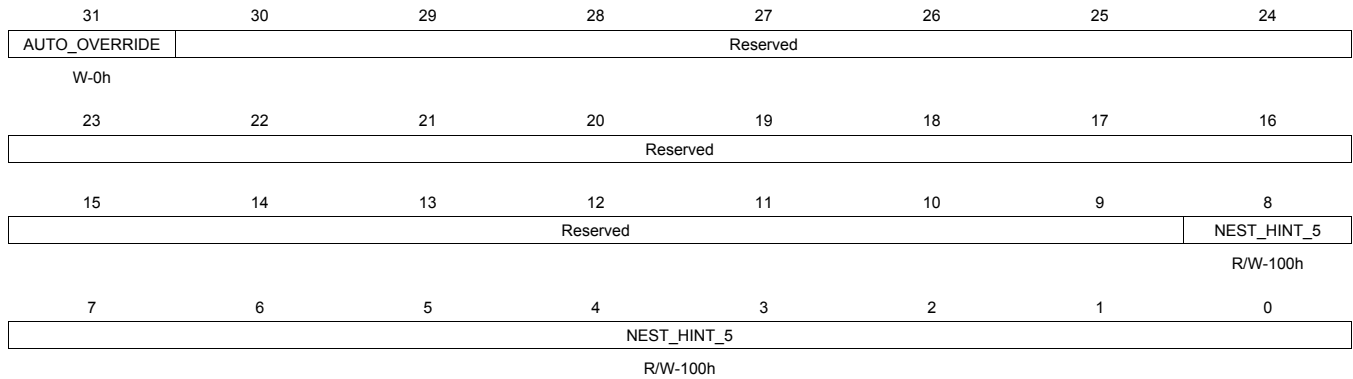 31 30 29 28 27 26 25 24
AUTO_OVERRIDE Reserved
W-0h
23 22 21 20 19 18 17 16
Reserved
15 14 13 12 11 10 9 8
Reserved NEST_HINT_5
R/W-100h
7 6 5 4 3 2 1 0
NEST_HINT_5
R/W-100h